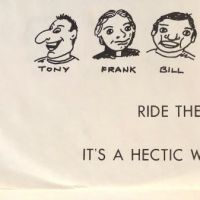 TONY FRANK BILL
RIDE THE
IT'S A HECTIC W